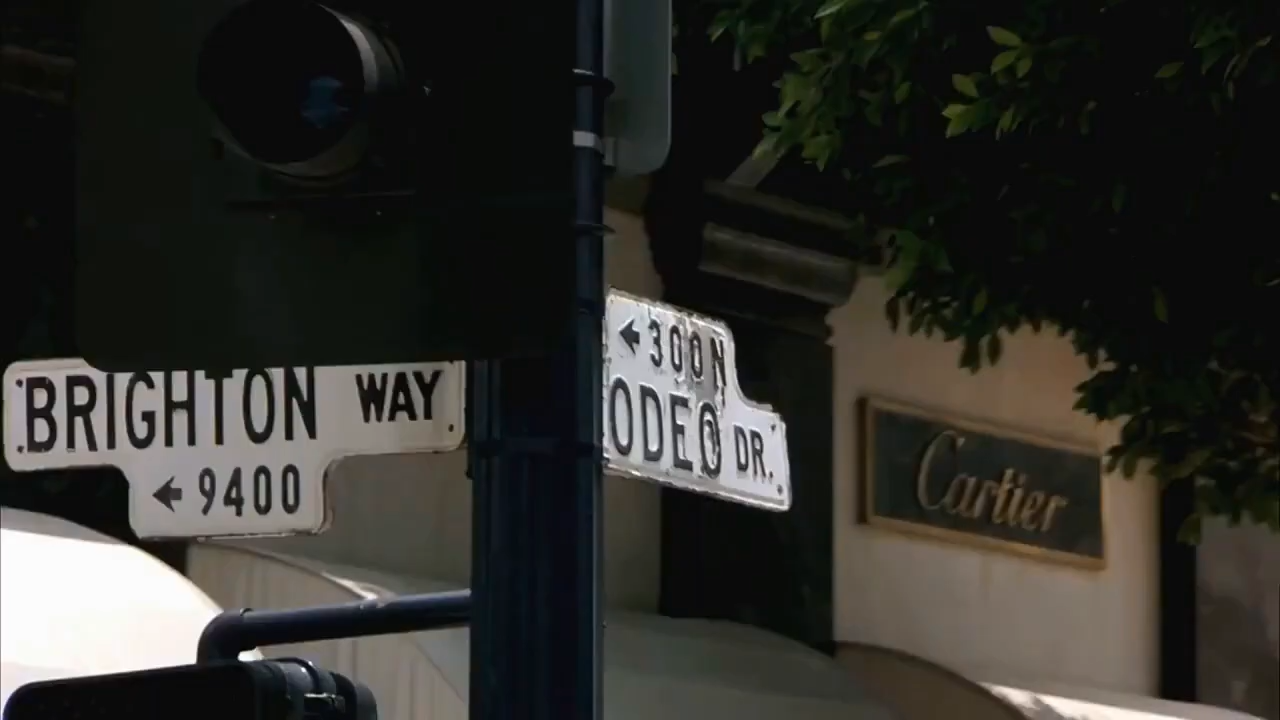 BRIGHTON WAY
← 9400
← 300 N
ODEO DR.
Cartier